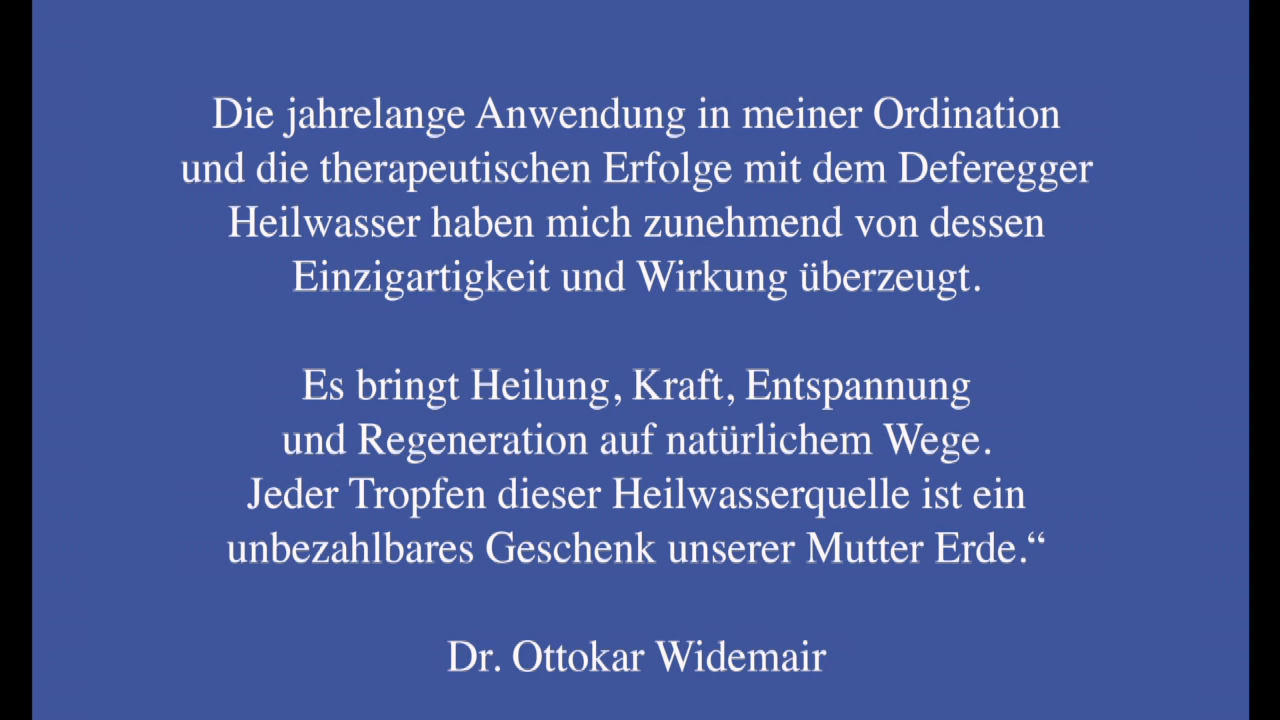 Die jahrelange Anwendung in meiner Ordination
und die therapeutischen Erfolge mit dem Deferegger
Heilwasser haben mich zunehmend von dessen
Einzigartigkeit und Wirkung überzeugt.
Es bringt Heilung, Kraft, Entspannung
und Regeneration auf natürlichem Wege.
Jeder Tropfen dieser Heilwasserquelle ist ein
unbezahlbares Geschenk unserer Mutter Erde.“
Dr. Ottokar Widemair